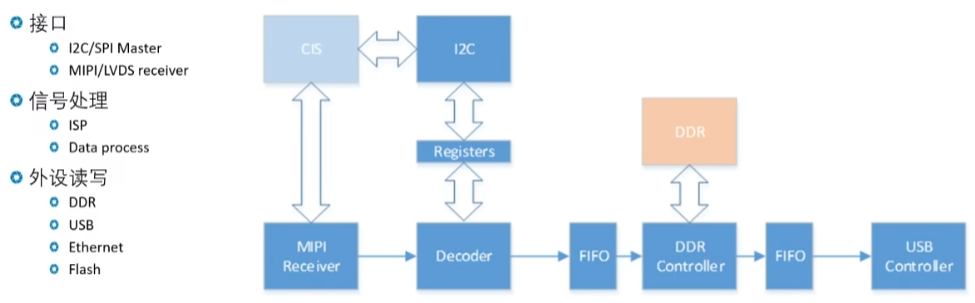 接口
I2C/SPI Master
MIPI/LVDS receiver
信号处理
ISP
Data process
外设读写
DDR
USB
Ethernet
Flash
CIS
I2C
Registers
DDR
MIPI
Receiver
Decoder
FIFO
DDR
Controller
FIFO
USB
Controller